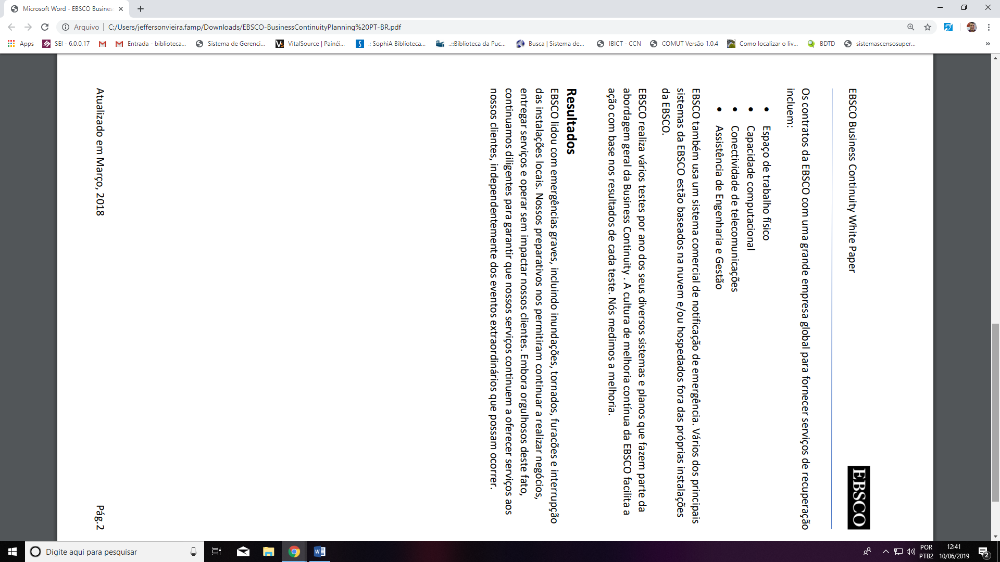 Microsoft Word - EBSCO Busines
Arquivo | C:/Users/jeffersonvieira.famp/Downloads/EBSCO-BusinessContinuityPlanning%20PT-BR.pdf
Apps SEI - 6.0.0.17 Entrada - biblioteca... Sistema de Gerenci... VitalSource | Painéi... .: SophiA Biblioteca... ..::Biblioteca da Puc... Busca | Sistema de... IBICT - CCN COMUT Versão 1.0.4 Como localizar o liv... BDTD sistemascensosuper... »
EBSCO Business Continuity White Paper
EBSCO
Os contratos da EBSCO com uma grande empresa global para fornecer serviços de recuperação
incluem:
• Espaço de trabalho físico
• Capacidade computacional
• Conectividade de telecomunicações
• Assistência de Engenharia e Gestão
EBSCO também usa um sistema comercial de notificação de emergência. Vários dos principais
sistemas da EBSCO estão baseados na nuvem e/ou hospedados fora das próprias instalações
da EBSCO.
EBSCO realiza vários testes por ano dos seus diversos sistemas e planos que fazem parte da
abordagem geral da Business Continuity . A cultura de melhoria contínua da EBSCO facilita a
ação com base nos resultados de cada teste. Nós medimos a melhoria.
Resultados
EBSCO lidou com emergências graves, incluindo inundações, tornados, furacões e interrupção
das instalações locais. Nossos preparativos nos permitiram continuar a realizar negócios,
entregar serviços e operar sem impactar nossos clientes. Embora orgulhosos deste fato,
continuamos diligentes para garantir que nossos serviços continuem a oferecer serviços aos
nossos clientes, independentemente dos eventos extraordinários que possam ocorrer.
Atualizado em Março, 2018
Pág.2
Digite aqui para pesquisar
POR
PTB2
12:41
10/06/2019
2